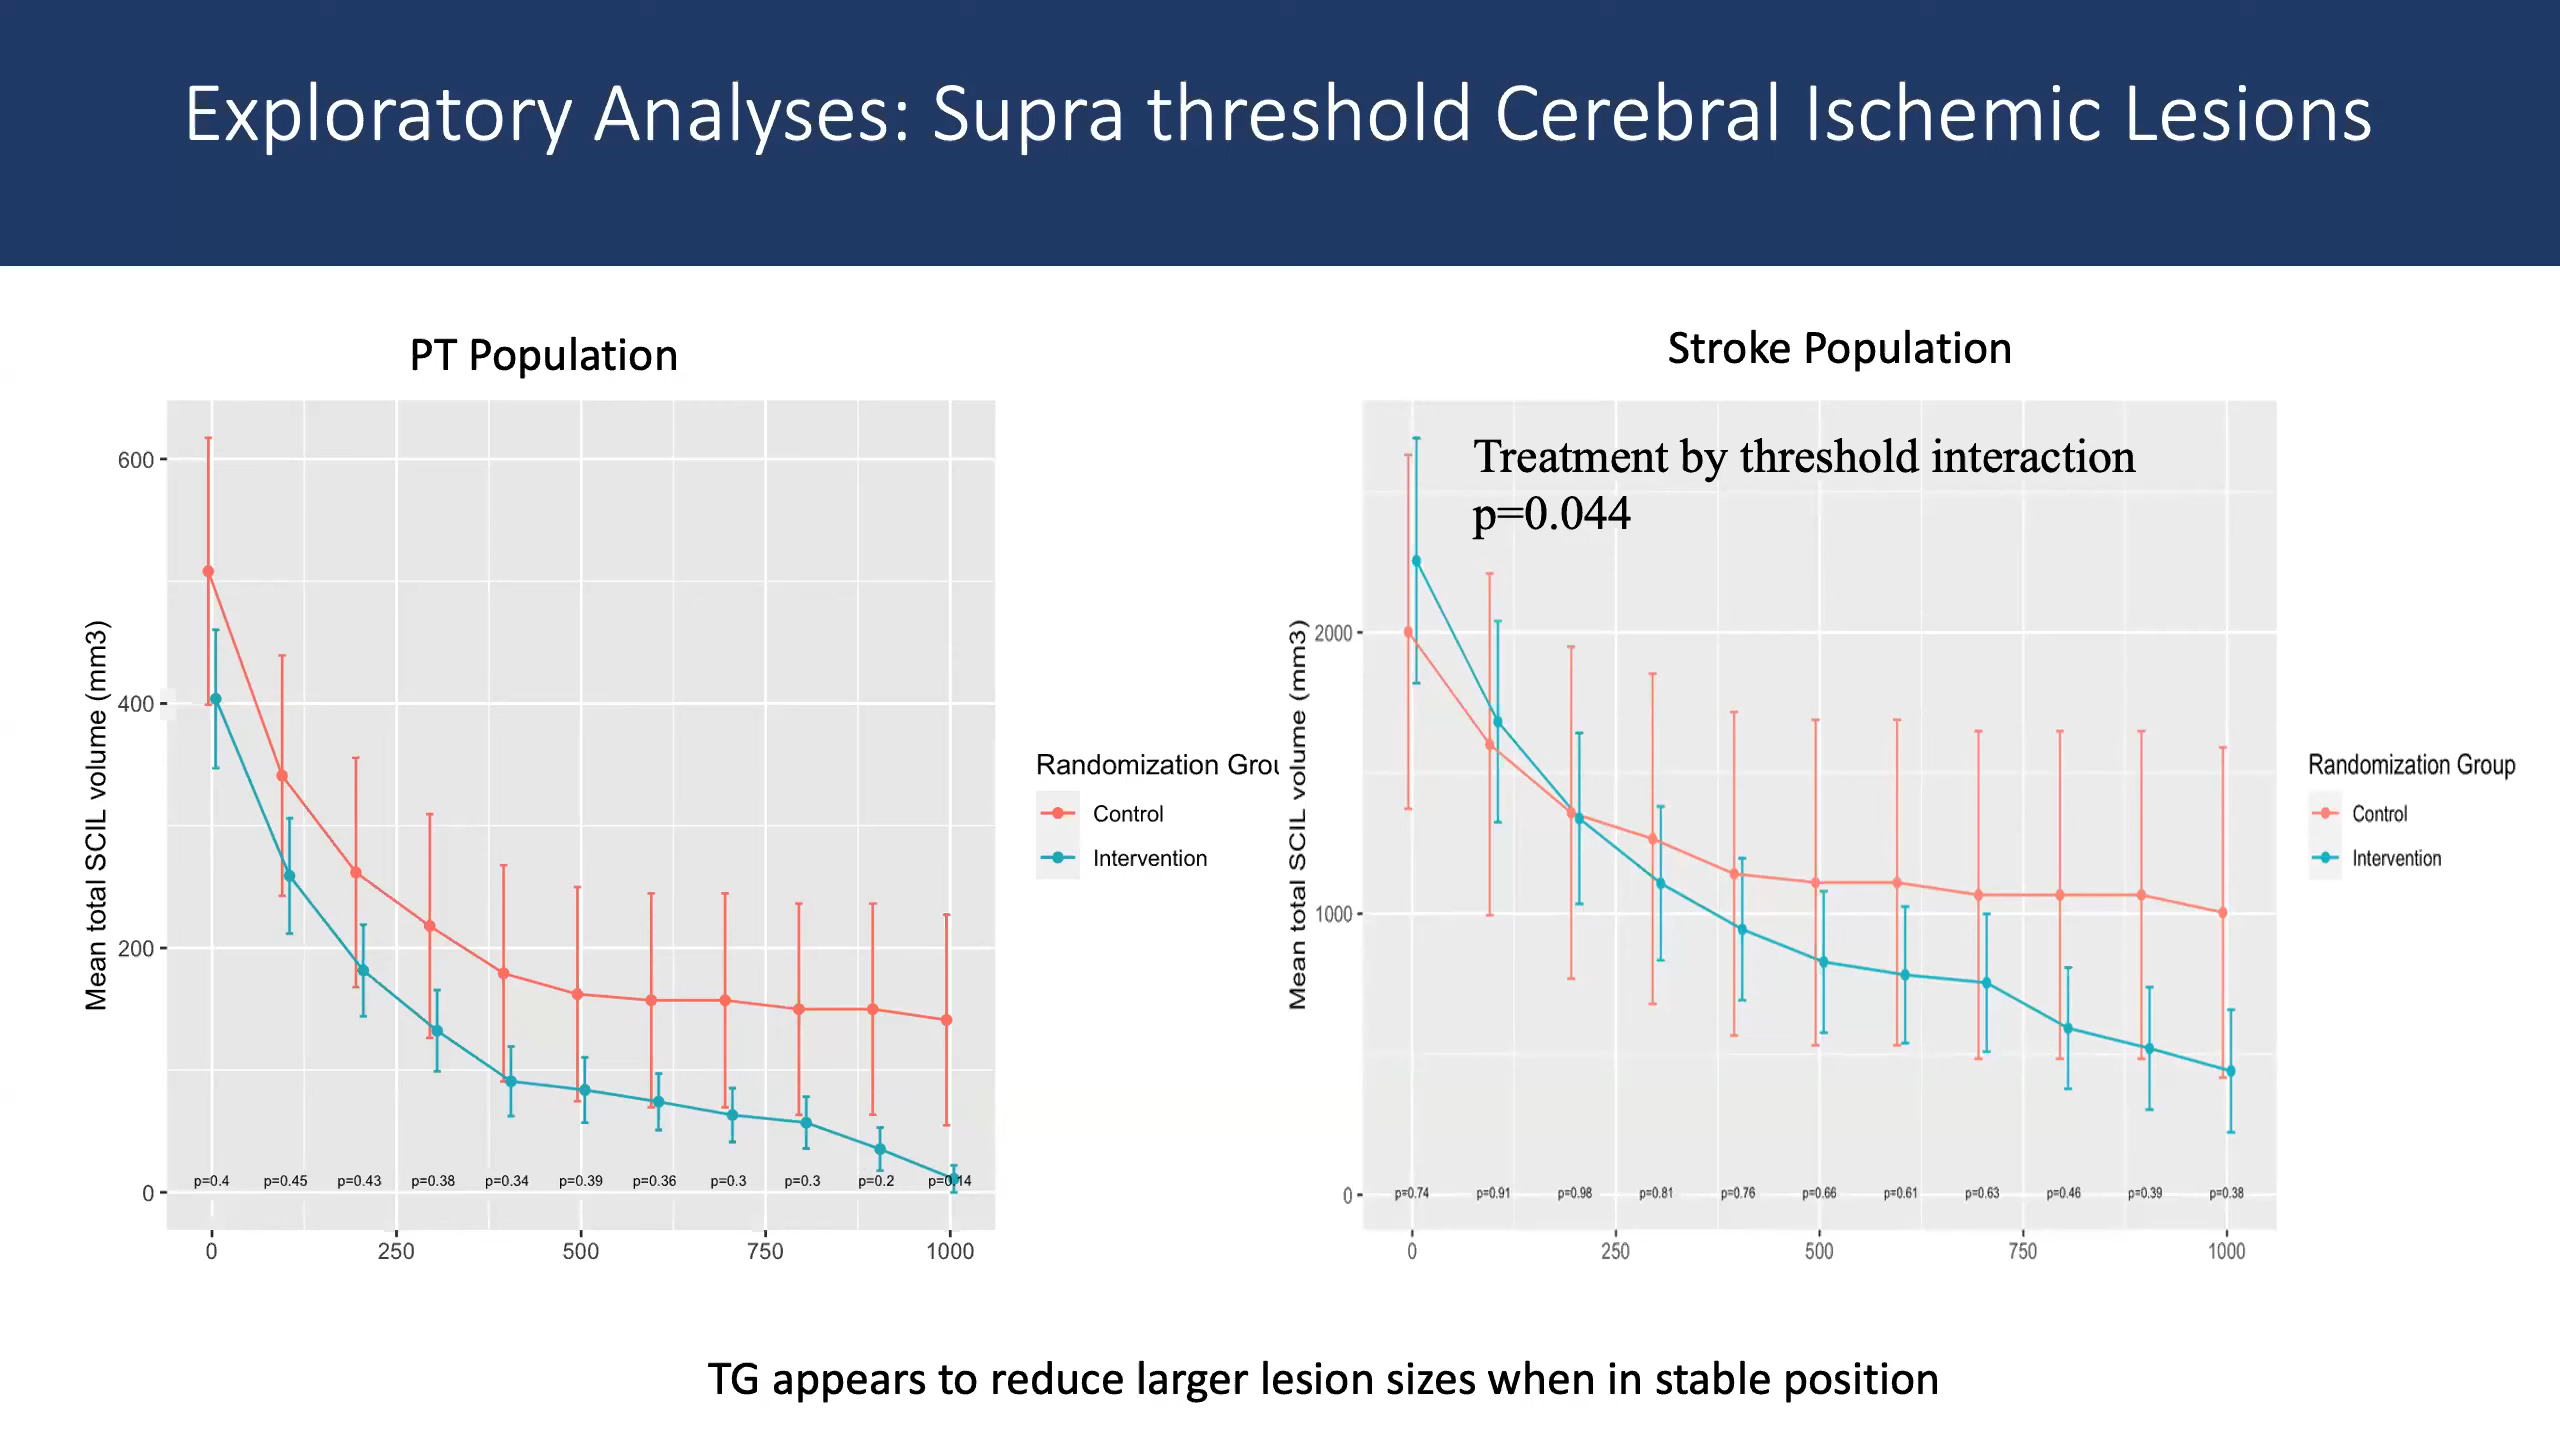 Exploratory Analyses: Supra threshold Cerebral Ischemic Lesions
PT Population
Mean total SCIL volume (mm3)
600
400
200
0
p=0.4 p=0.45 p=0.43 p=0.38 p=0.34 p=0.39 p=0.36 p=0.3 p=0.3 p=0.2 p=0.14
0 250 500 750 1000
Randomization Grou
Control
Intervention
Stroke Population
Treatment by threshold interaction
p=0.044
Mean total SCIL volume (mm3)
2000
1000
0
p=0.74 p=0.91 p=0.98 p=0.81 p=0.76 p=0.66 p=0.61 p=0.63 p=0.46 p=0.39 p=0.38
0 250 500 750 1000
Randomization Group
Control
Intervention
TG appears to reduce larger lesion sizes when in stable position